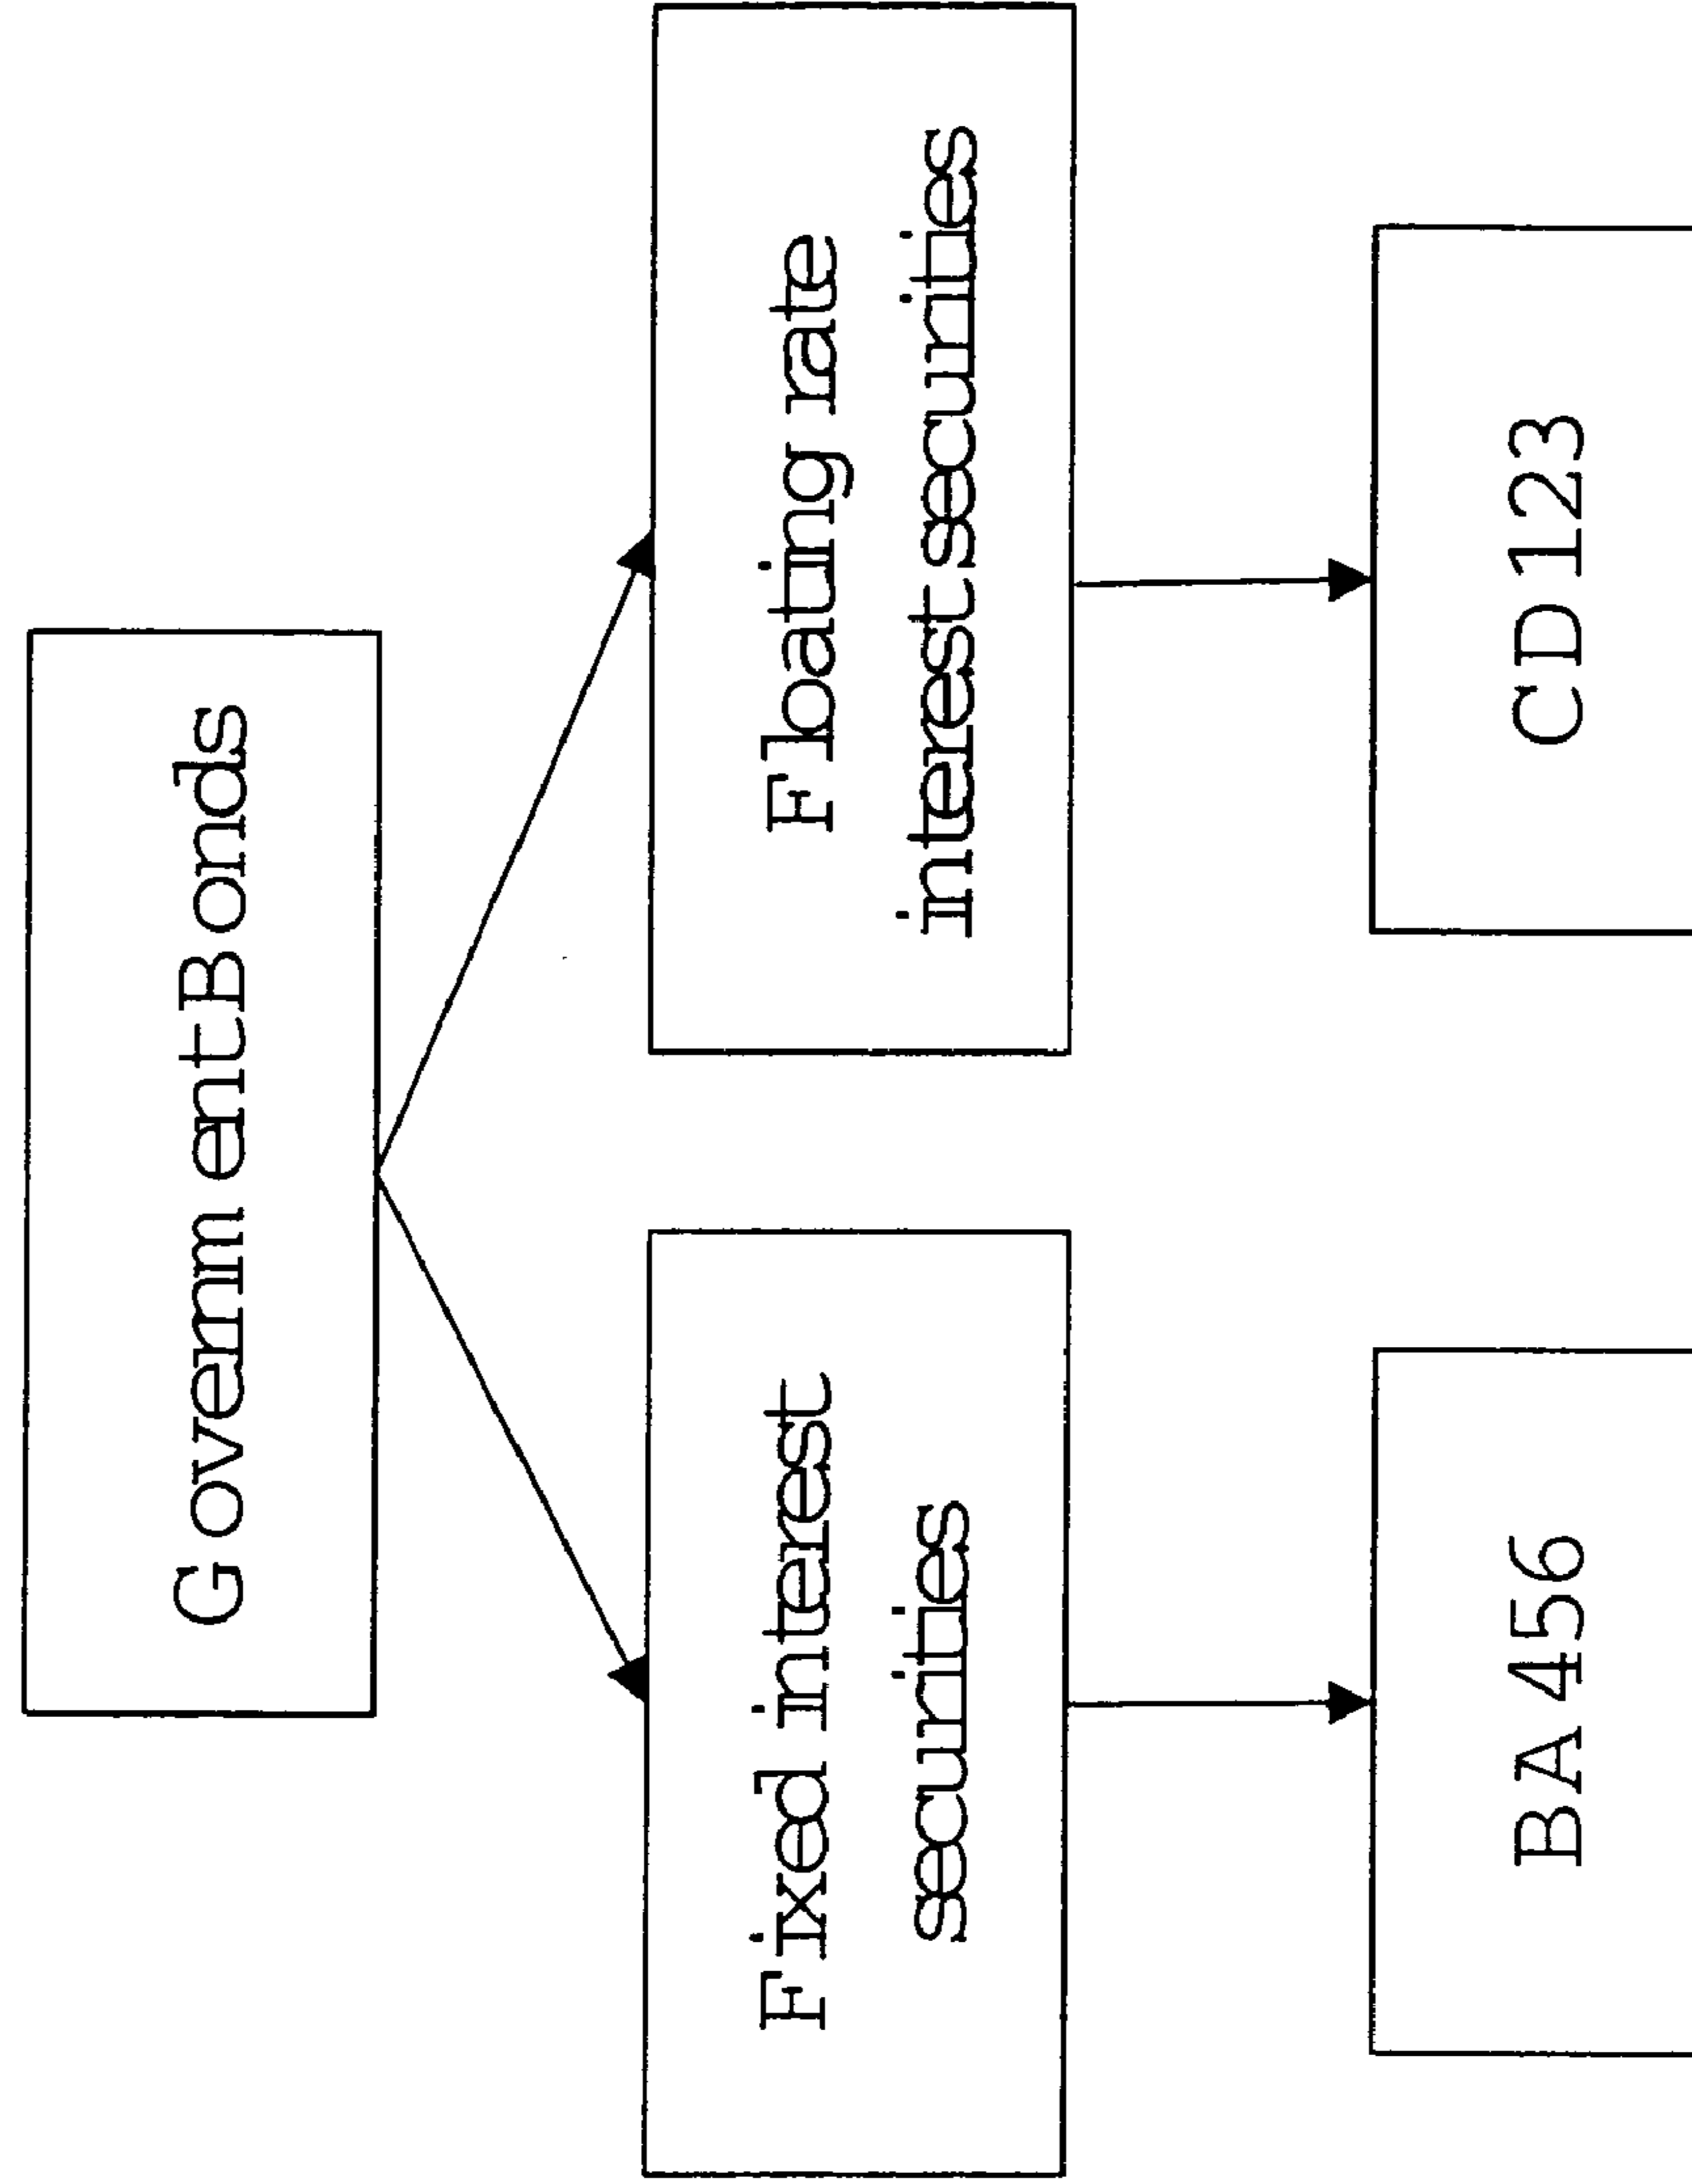 Government Bonds
Fixed interest
securities
Floating rate
interest securities
BA 456
CD 123